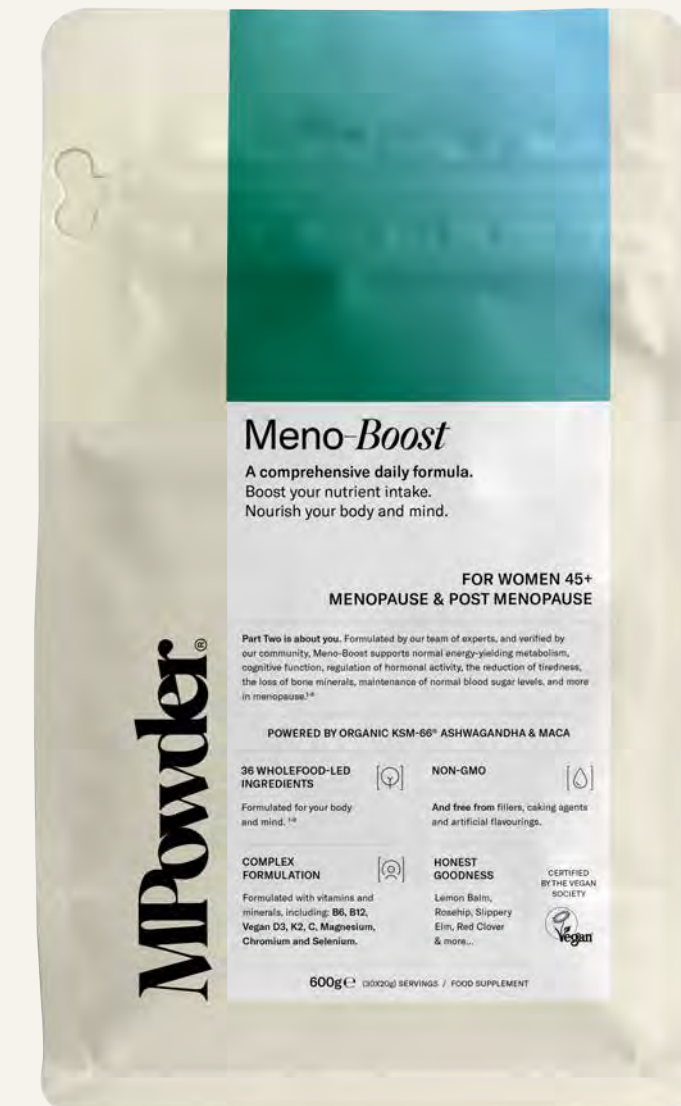 Meno-Boost
A comprehensive daily formula.
Boost your nutrient intake.
Nourish your body and mind.
FOR WOMEN 45+
MENOPAUSE & POST MENOPAUSE
Part Two is about you. Formulated by our team of experts, and verified by
our community, Meno-Boost supports normal energy-yielding metabolism,
cognitive function, regulation of hormonal activity, the reduction of tiredness,
the loss of bone minerals, maintenance of normal blood sugar levels, and more
in menopause.
POWERED BY ORGANIC KSM-66® ASHWAGANDHA & MACA
36 WHOLEFOOD-LED
INGREDIENTS
Formulated for your body
and mind.
NON-GMO
And free from fillers, caking agents
and artificial flavourings.
COMPLEX
FORMULATION
Formulated with vitamins and
minerals, including: B6, B12,
Vegan D3, K2, C, Magnesium,
Chromium and Selenium.
HONEST
GOODNESS
Lemon Balm,
Rosehip, Slippery
Elm, Red Clover
& more...
CERTIFIED
BY THE VEGAN
SOCIETY
Vegan
600g℮ (30X20g) SERVINGS / FOOD SUPPLEMENT
MPowder®